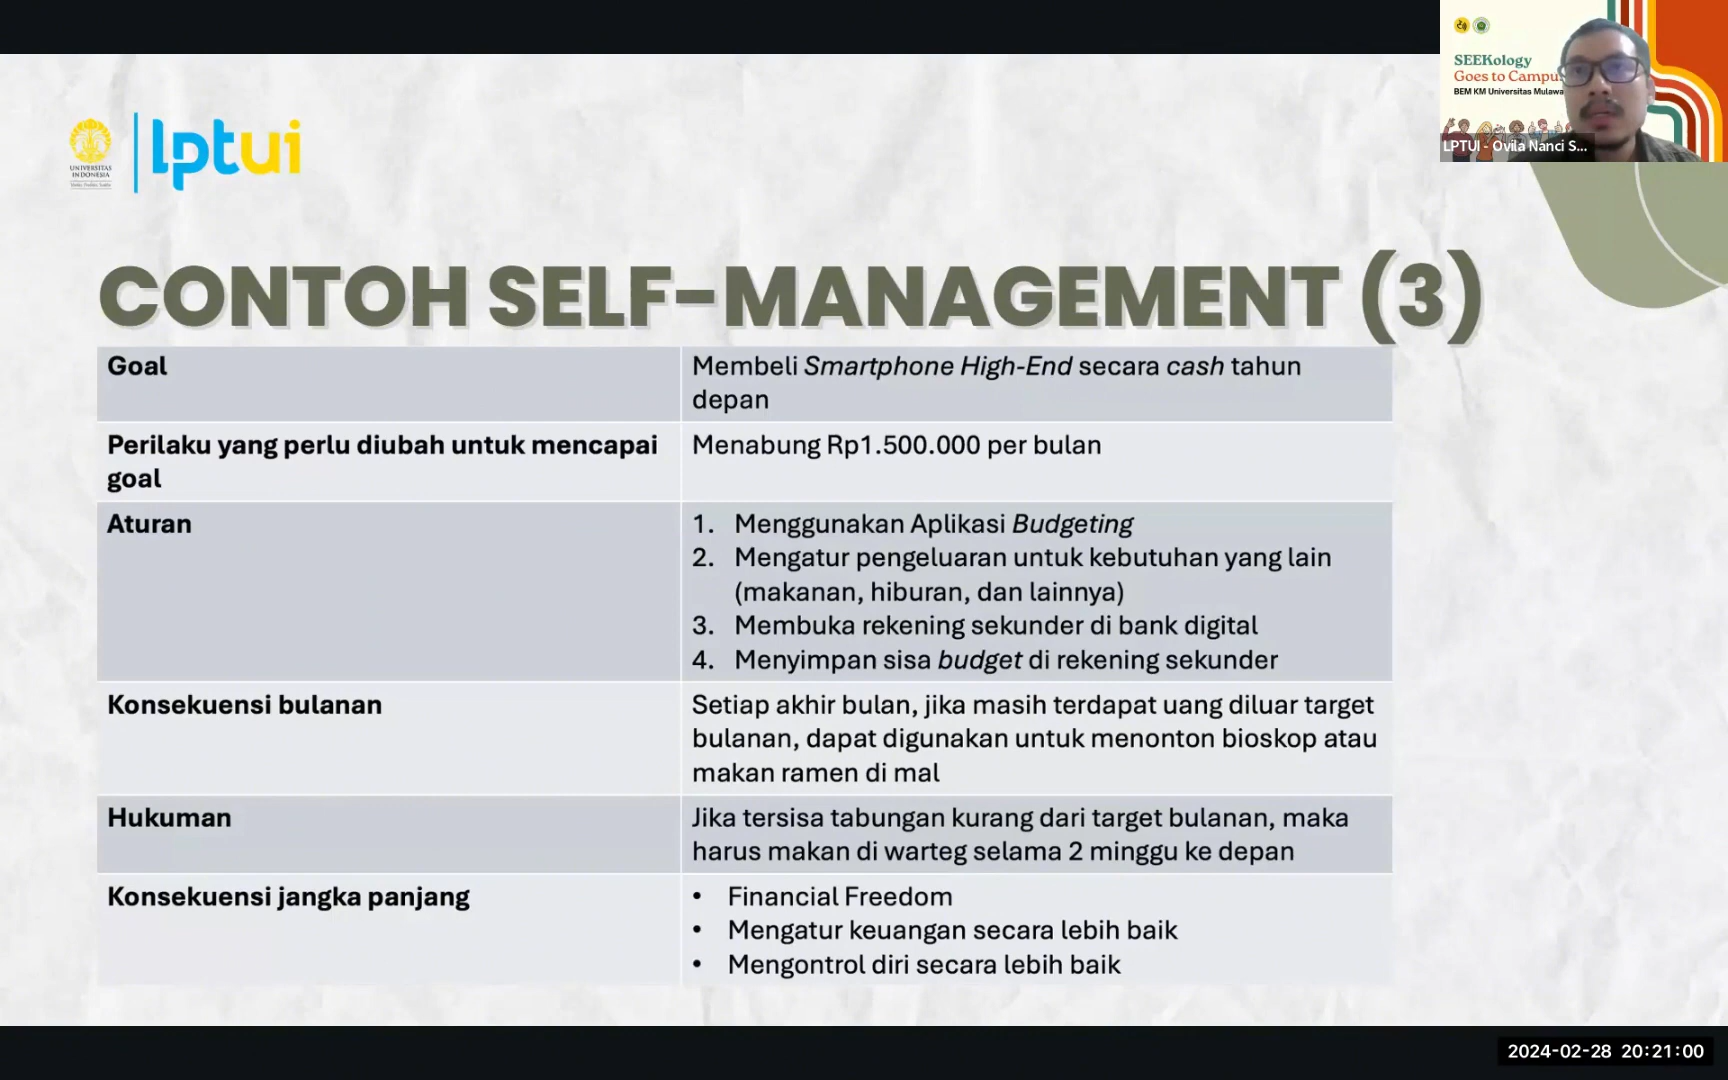 SEEKology
Goes to Campu
BEM KM Universitas Mulawa
LPTUI - Ovila Nanci S...
UNIVERSITAS
INDONESIA
lptui
CONTOH SELF-MANAGEMENT (3)
Goal
Membeli Smartphone High-End secara cash tahun
depan
Perilaku yang perlu diubah untuk mencapai
goal
Menabung Rp1.500.000 per bulan
Aturan
1. Menggunakan Aplikasi Budgeting
2. Mengatur pengeluaran untuk kebutuhan yang lain
(makanan, hiburan, dan lainnya)
3. Membuka rekening sekunder di bank digital
4. Menyimpan sisa budget di rekening sekunder
Konsekuensi bulanan
Setiap akhir bulan, jika masih terdapat uang diluar target
bulanan, dapat digunakan untuk menonton bioskop atau
makan ramen di mal
Hukuman
Jika tersisa tabungan kurang dari target bulanan, maka
harus makan di warteg selama 2 minggu ke depan
Konsekuensi jangka panjang
• Financial Freedom
• Mengatur keuangan secara lebih baik
• Mengontrol diri secara lebih baik
2024-02-28 20:21:00